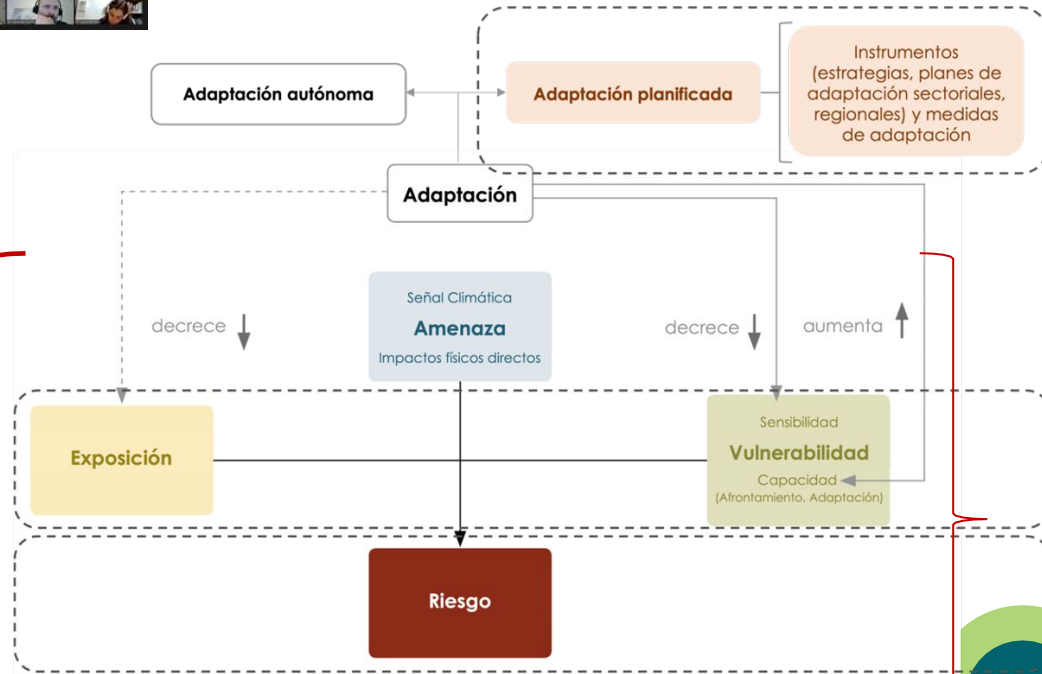 Instrumentos
(estrategias, planes de
adaptación sectoriales,
regionales) y medidas
de adaptación
Adaptación autónoma
Adaptación planificada
Adaptación
Señal Climática
Amenaza
Impactos físicos directos
decrece
decrece
aumenta
Exposición
Sensibilidad
Vulnerabilidad
Capacidad
(Afrontamiento, Adaptación)
Riesgo